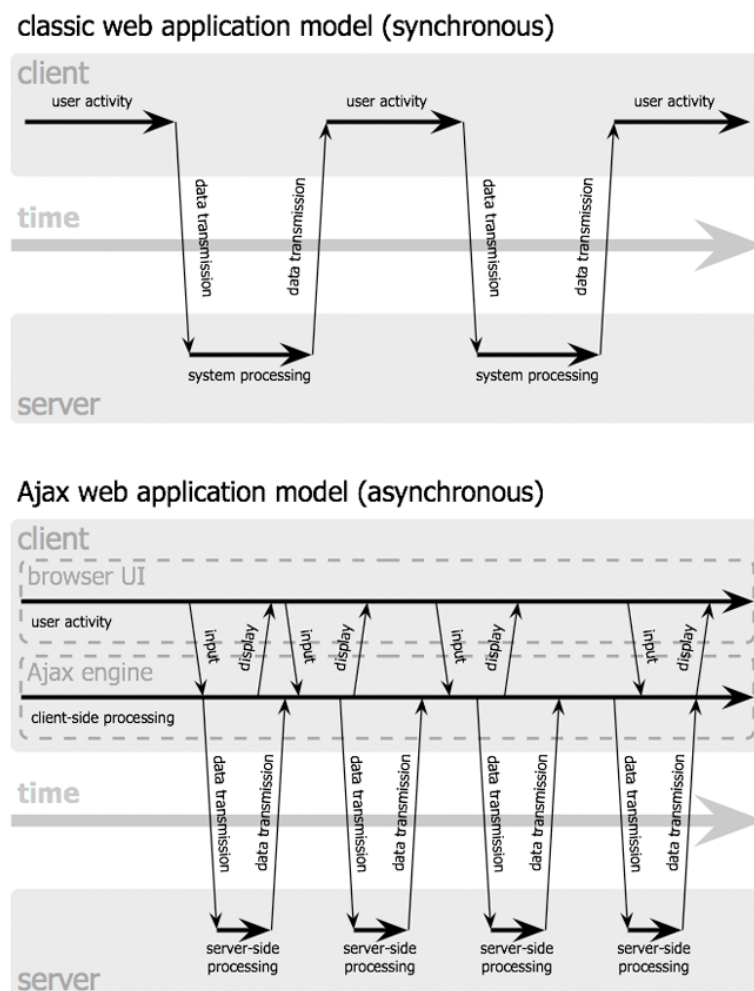 classic web application model (synchronous)
client
user activity
user activity
user activity
data transmission
data transmission
data transmission
data transmission
time
system processing
system processing
server
Ajax web application model (asynchronous)
client
browser UI
user activity
input
display
input
display
input
display
input
display
Ajax engine
client-side processing
data transmission
data transmission
data transmission
data transmission
data transmission
data transmission
data transmission
data transmission
time
server-side
processing
server-side
processing
server-side
processing
server-side
processing
server